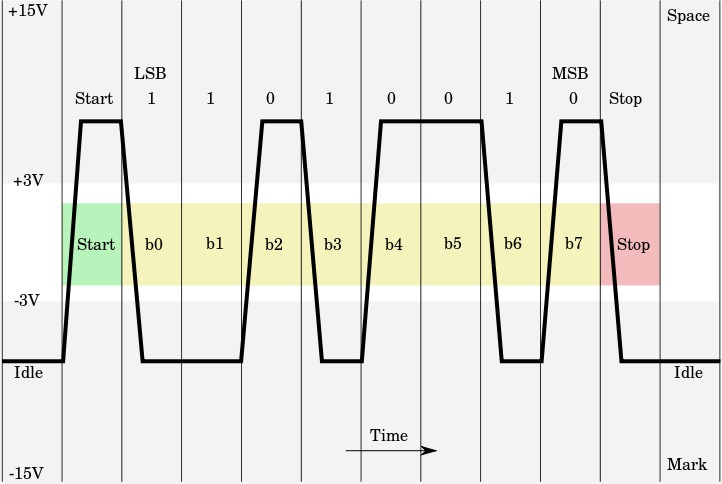 +15V
Space
LSB
MSB
Start 1 1 0 1 0 0 1 0 Stop
+3V
Start b0 b1 b2 b3 b4 b5 b6 b7 Stop
-3V
Idle
Idle
Time
Mark
-15V